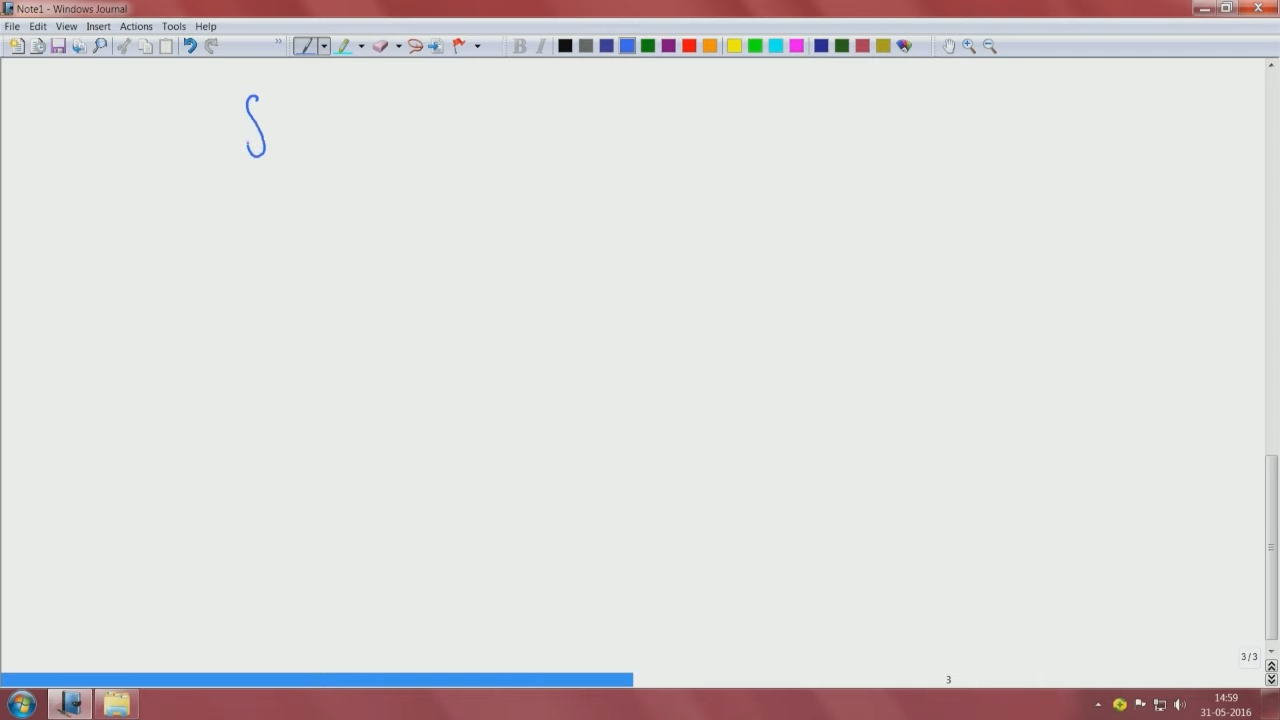 Note1 - Windows Journal
File Edit View Insert Actions Tools Help
B I
S
3/3
3
14:59
31-05-2016